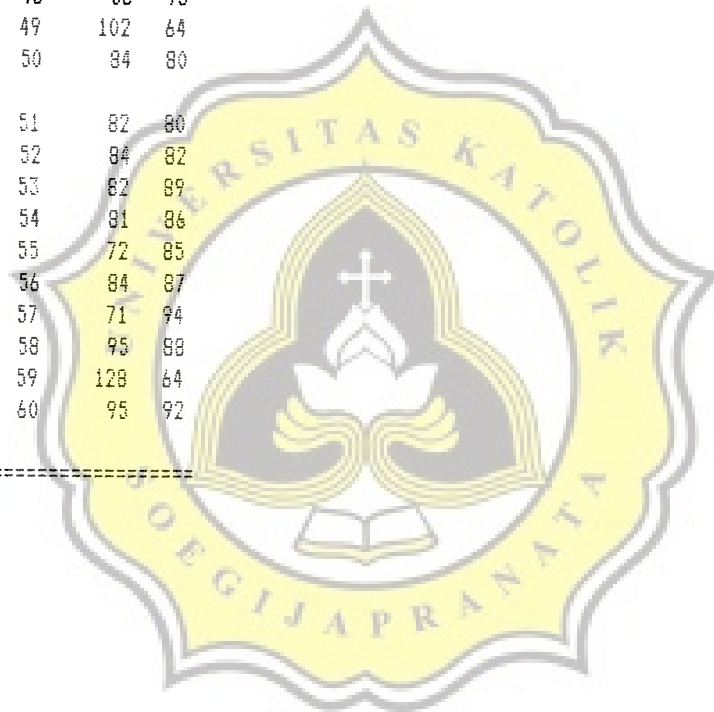 49 102 64
50 84 80
51 82 80
52 84 82
53 82 89
54 81 86
55 72 85
56 84 87
57 71 94
58 95 88
59 128 64
60 95 92
====================
UNIVERSITAS KATOLIK
SOEGIJAPRANATA